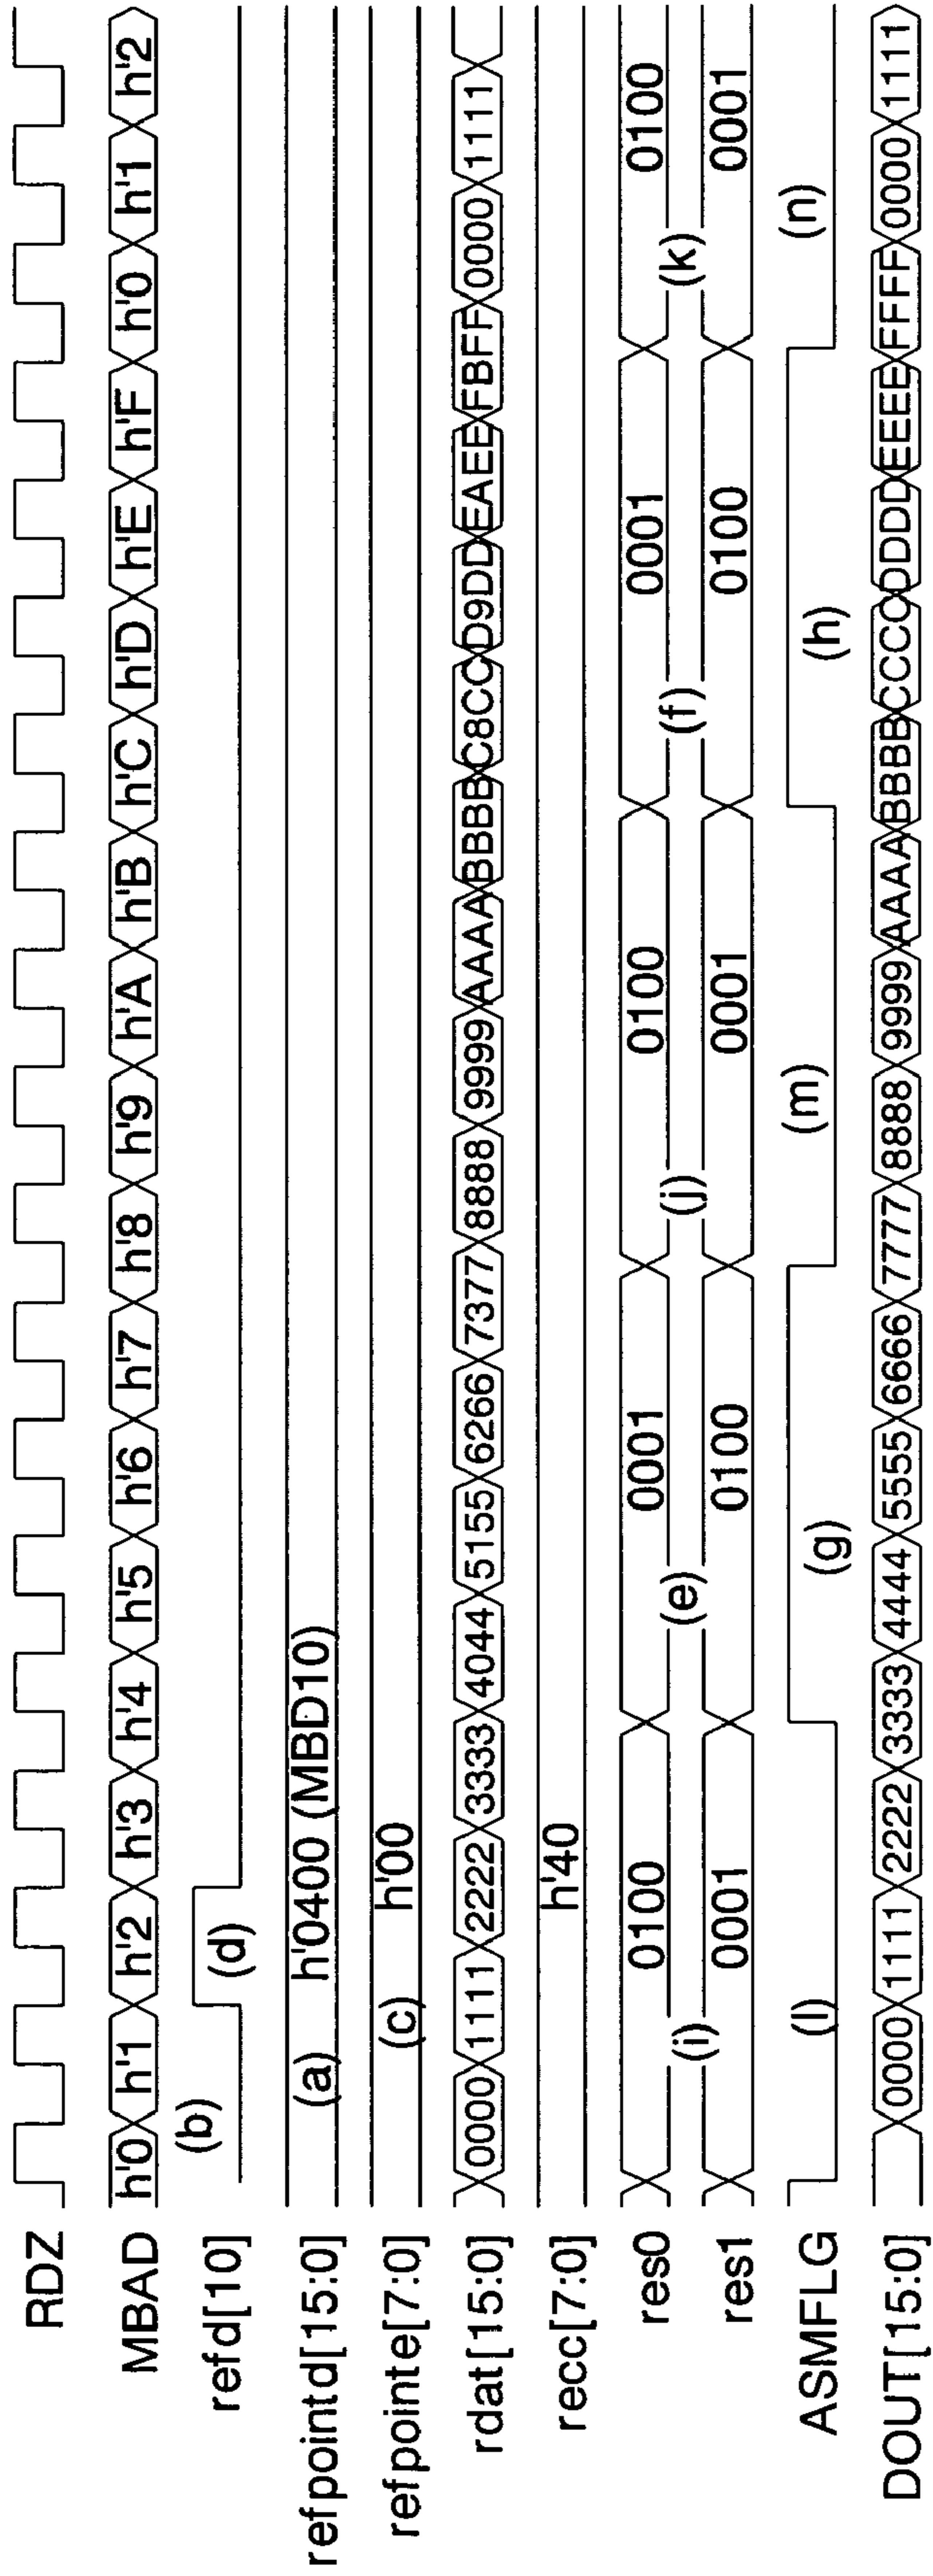 RDZ
MBAD h'0 h'1 h'2 h'3 h'4 h'5 h'6 h'7 h'8 h'9 h'A h'B h'C h'D h'E h'F h'0 h'1 h'2
refd[10] (b) (d)
refpointd[15:0] (a) h'0400 (MBD10)
refpointe[7:0] (c) h'00
rdat[15:0] 0000 1111 2222 3333 4044 5155 6266 7377 8888 9999 AAAA BBBB C8CC D9DD EAEE FBFF 0000 1111
recc[7:0] h'40
res0 0100 0001 0100 0001 0100
(i) (e) (j) (f) (k)
res1 0001 0100 0001 0100 0001
ASMFLG (l) (g) (m) (h) (n)
DOUT[15:0] 0000 1111 2222 3333 4444 5555 6666 7777 8888 9999 AAAA BBBB CCCC DDDD EEEE FFFF 0000 1111